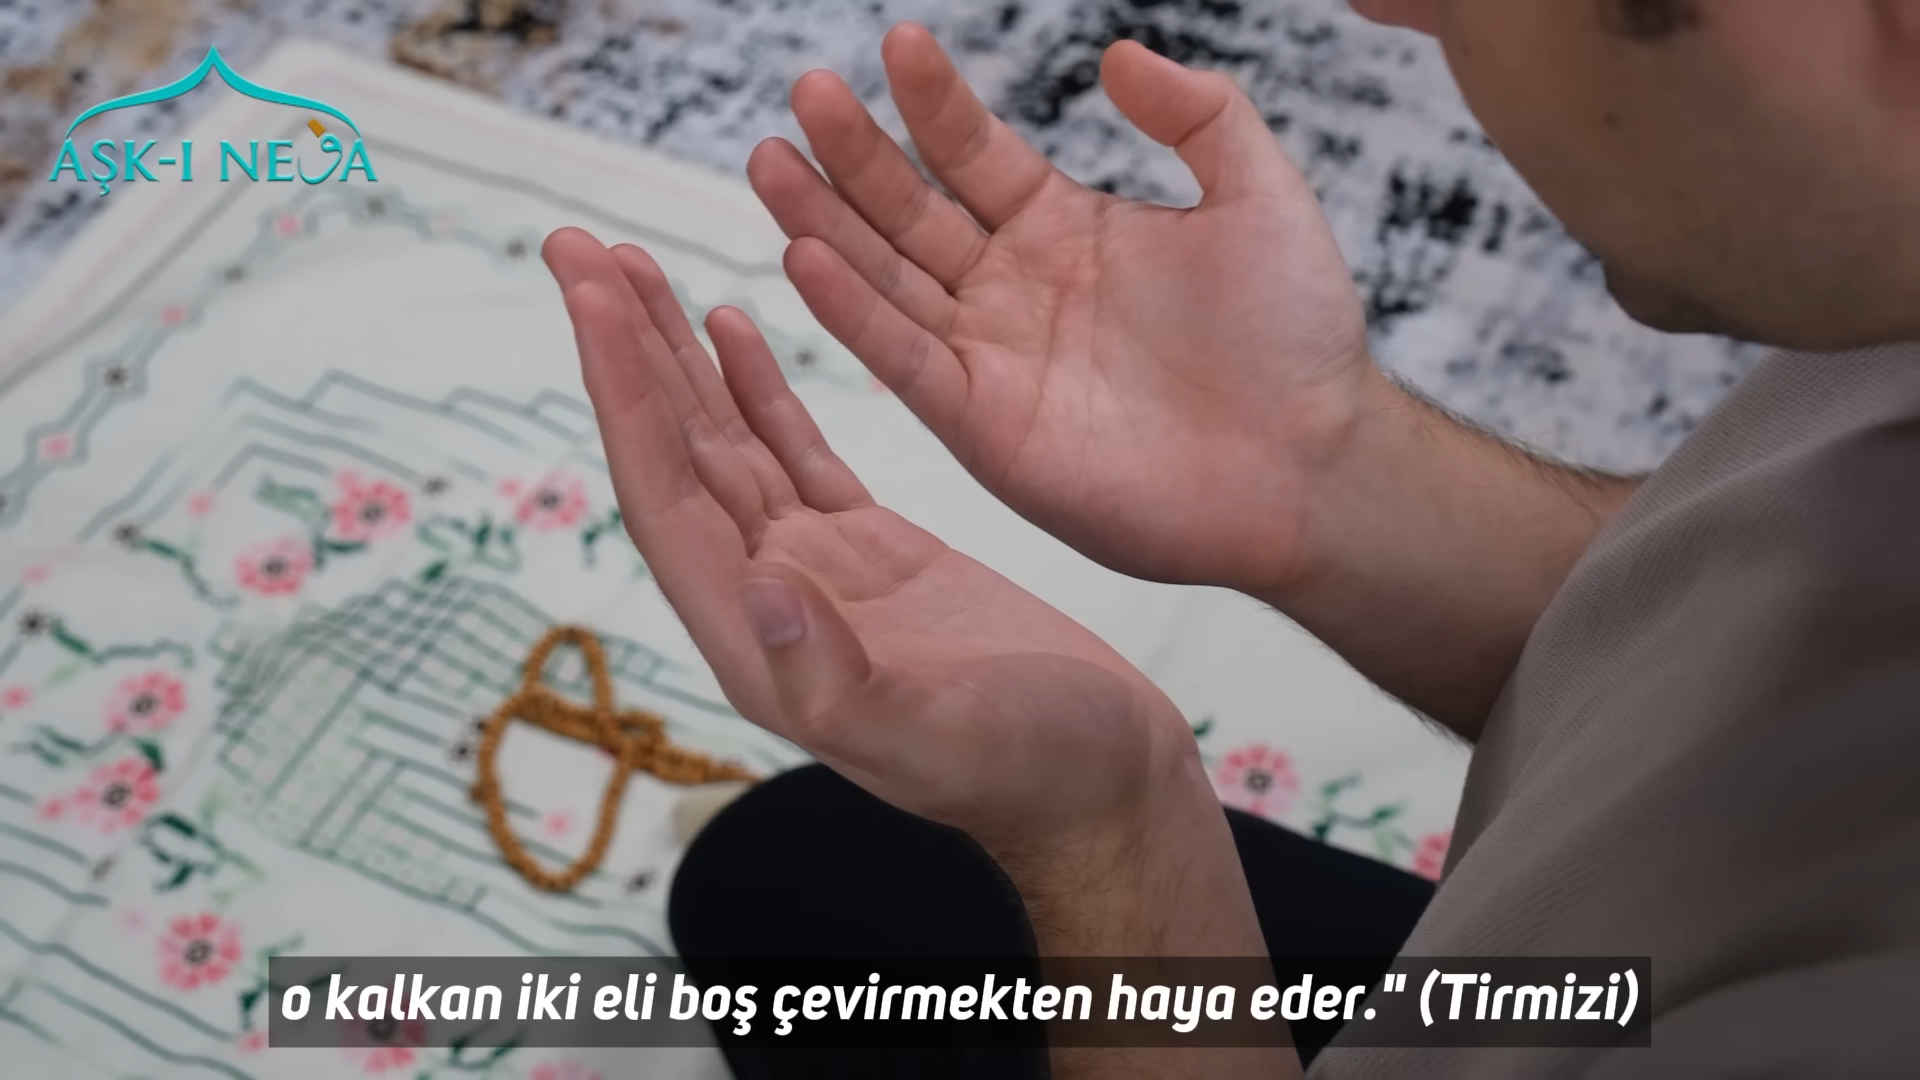 AŞK-I NEVA
o kalkan iki eli boş çevirmekten haya eder." (Tirmizi)